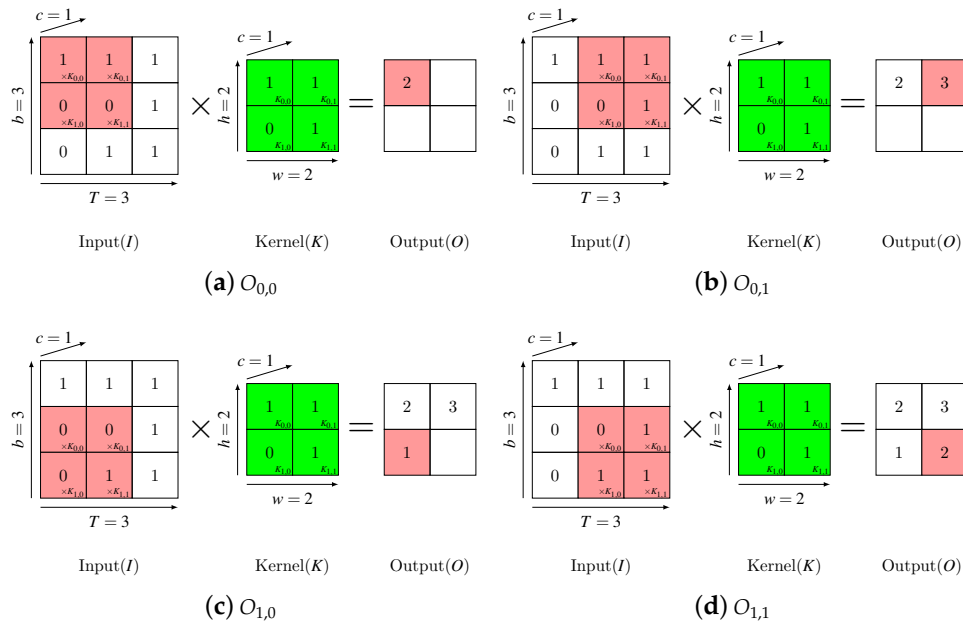 c = 1
1 1 1
×K0,0 ×K0,1
b = 3
0 0 1
×K1,0 ×K1,1
0 1 1
T = 3
Input(I)
×
c = 1
h = 2
1 1
K0,0 K0,1
0 1
K1,0 K1,1
w = 2
Kernel(K)
=
2
Output(O)
(a) O0,0
c = 1
1 1 1
×K0,0 ×K0,1
b = 3
0 0 1
×K1,0 ×K1,1
0 1 1
T = 3
Input(I)
×
c = 1
h = 2
1 1
K0,0 K0,1
0 1
K1,0 K1,1
w = 2
Kernel(K)
=
2 3
Output(O)
(b) O0,1
c = 1
1 1 1
b = 3
0 0 1
×K0,0 ×K0,1
0 1 1
×K1,0 ×K1,1
T = 3
Input(I)
×
c = 1
h = 2
1 1
K0,0 K0,1
0 1
K1,0 K1,1
w = 2
Kernel(K)
=
2 3
1
Output(O)
(c) O1,0
c = 1
1 1 1
b = 3
0 0 1
×K0,0 ×K0,1
0 1 1
×K1,0 ×K1,1
T = 3
Input(I)
×
c = 1
h = 2
1 1
K0,0 K0,1
0 1
K1,0 K1,1
w = 2
Kernel(K)
=
2 3
1 2
Output(O)
(d) O1,1